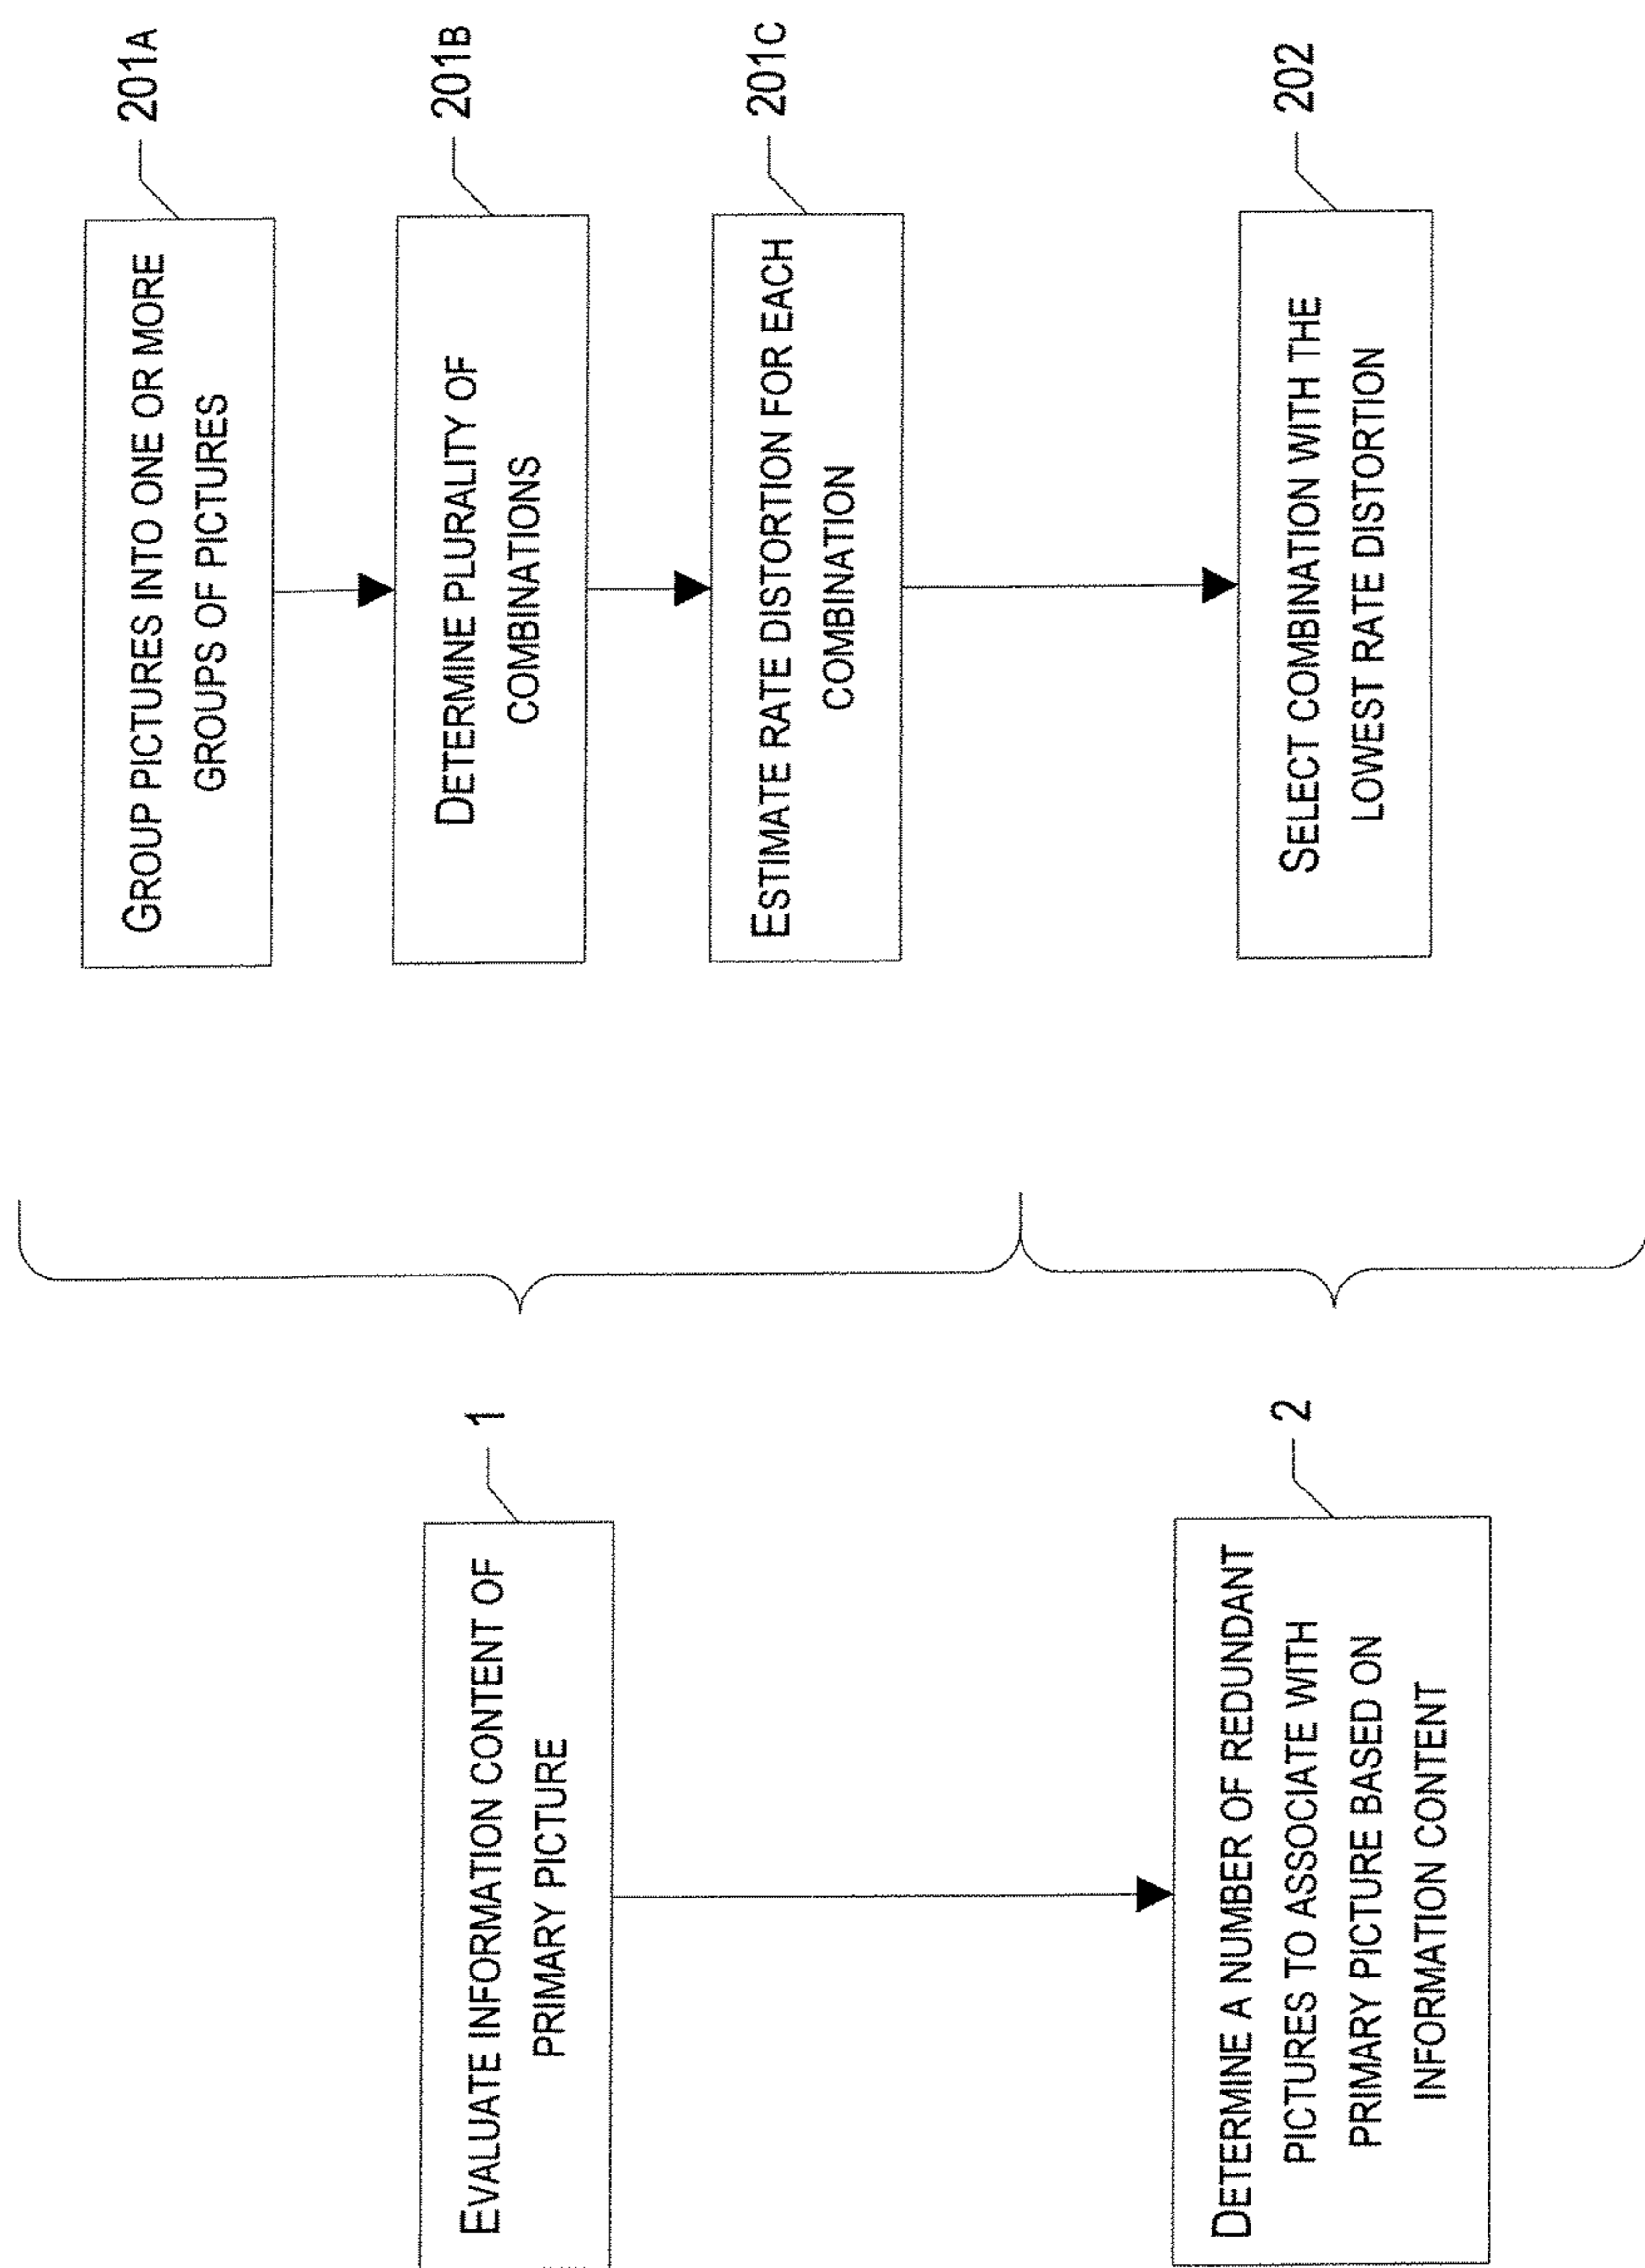 EVALUATE INFORMATION CONTENT OF
PRIMARY PICTURE
1
DETERMINE A NUMBER OF REDUNDANT
PICTURES TO ASSOCIATE WITH
PRIMARY PICTURE BASED ON
INFORMATION CONTENT
2
GROUP PICTURES INTO ONE OR MORE
GROUPS OF PICTURES
201A
DETERMINE PLURALITY OF
COMBINATIONS
201B
ESTIMATE RATE DISTORTION FOR EACH
COMBINATION
201C
SELECT COMBINATION WITH THE
LOWEST RATE DISTORTION
202